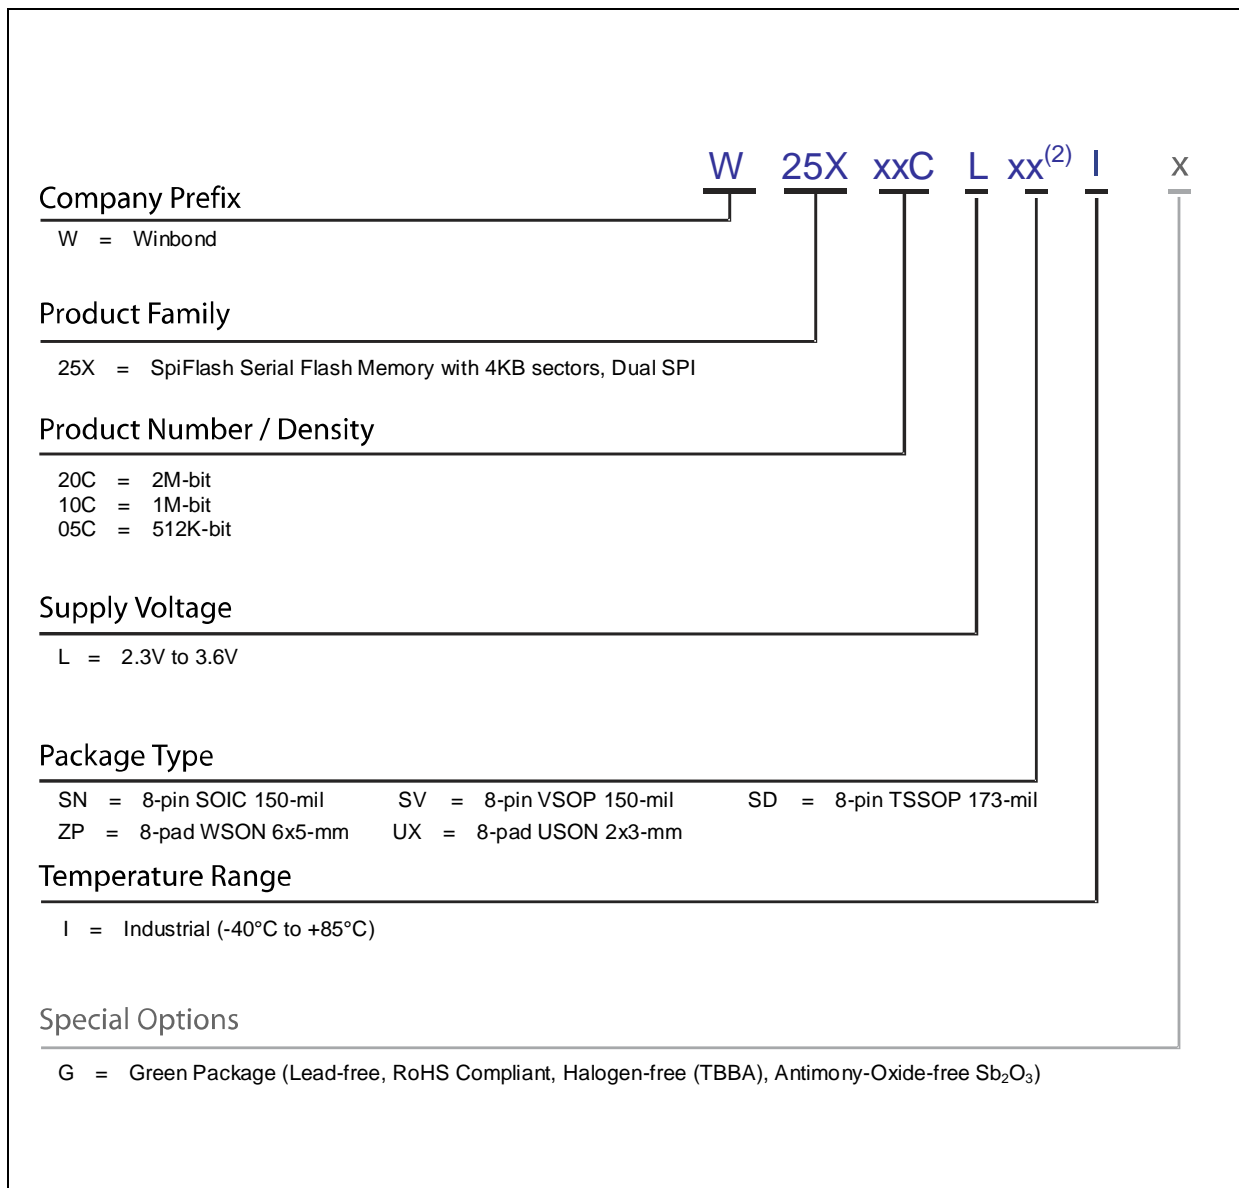 W 25X xxC L xx(2) I x
Company Prefix
W = Winbond
Product Family
25X = SpiFlash Serial Flash Memory with 4KB sectors, Dual SPI
Product Number / Density
20C = 2M-bit
10C = 1M-bit
05C = 512K-bit
Supply Voltage
L = 2.3V to 3.6V
Package Type
SN = 8-pin SOIC 150-mil SV = 8-pin VSOP 150-mil SD = 8-pin TSSOP 173-mil
ZP = 8-pad WSON 6x5-mm UX = 8-pad USON 2x3-mm
Temperature Range
I = Industrial (-40°C to +85°C)
Special Options
G = Green Package (Lead-free, RoHS Compliant, Halogen-free (TBBA), Antimony-Oxide-free Sb₂O₃)